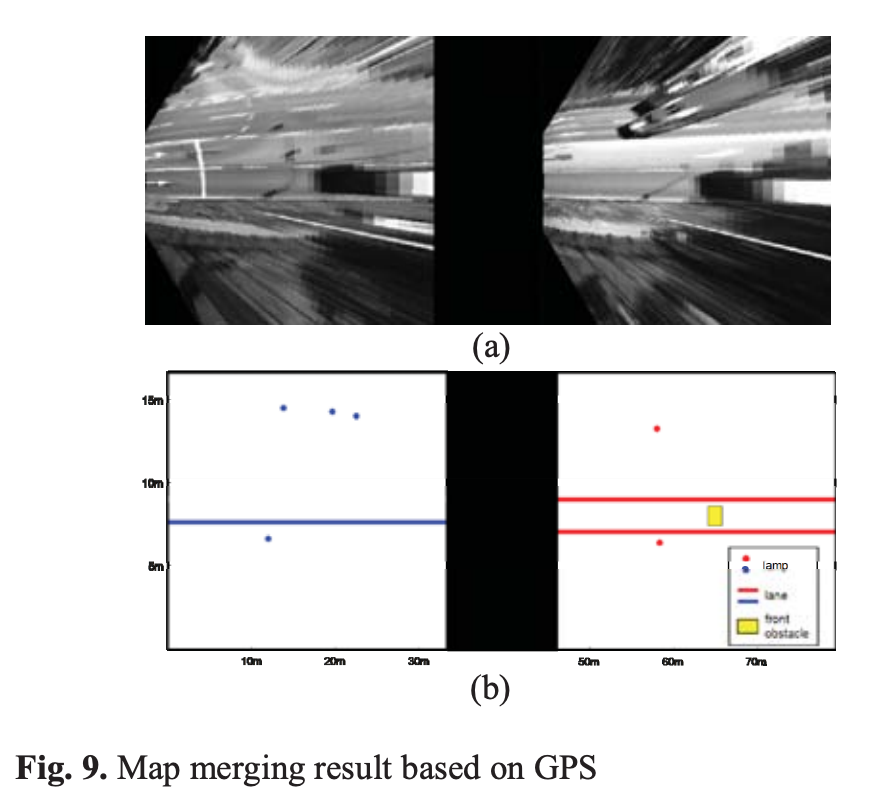 (a)
15m
10m
5m
lamp
lane
front
obstacle
10m 20m 30m 50m 60m 70m
(b)
Fig. 9. Map merging result based on GPS